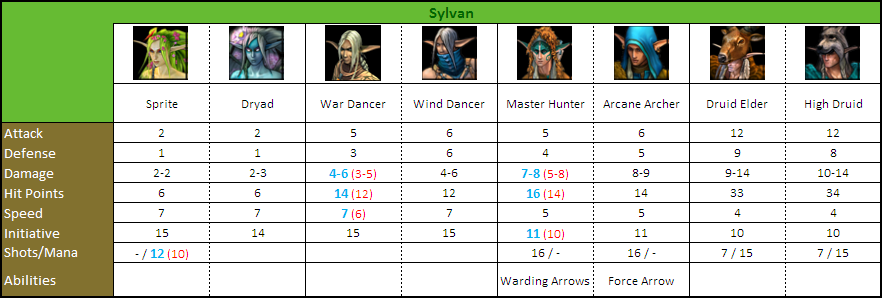 Sylvan
Sprite Dryad War Dancer Wind Dancer Master Hunter Arcane Archer Druid Elder High Druid
Attack 2 2 5 6 5 6 12 12
Defense 1 1 3 6 4 5 9 8
Damage 2-2 2-3 4-6 (3-5) 4-6 7-8 (5-8) 8-9 9-14 10-14
Hit Points 6 6 14 (12) 12 16 (14) 14 33 34
Speed 7 7 7 (6) 7 5 5 4 4
Initiative 15 14 15 15 11 (10) 11 10 10
Shots/Mana - / 12 (10) 16 / - 16 / - 7 / 15 7 / 15
Abilities Warding Arrows Force Arrow